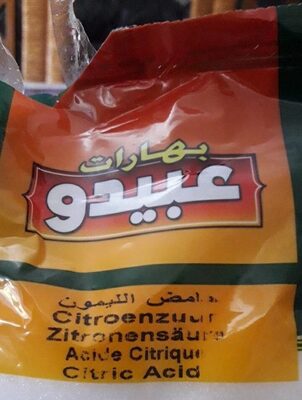 بهارات
عبيدو
حامض الليمون
Citroenzuur
Zitronensäure
Acide Citrique
Citric Acid